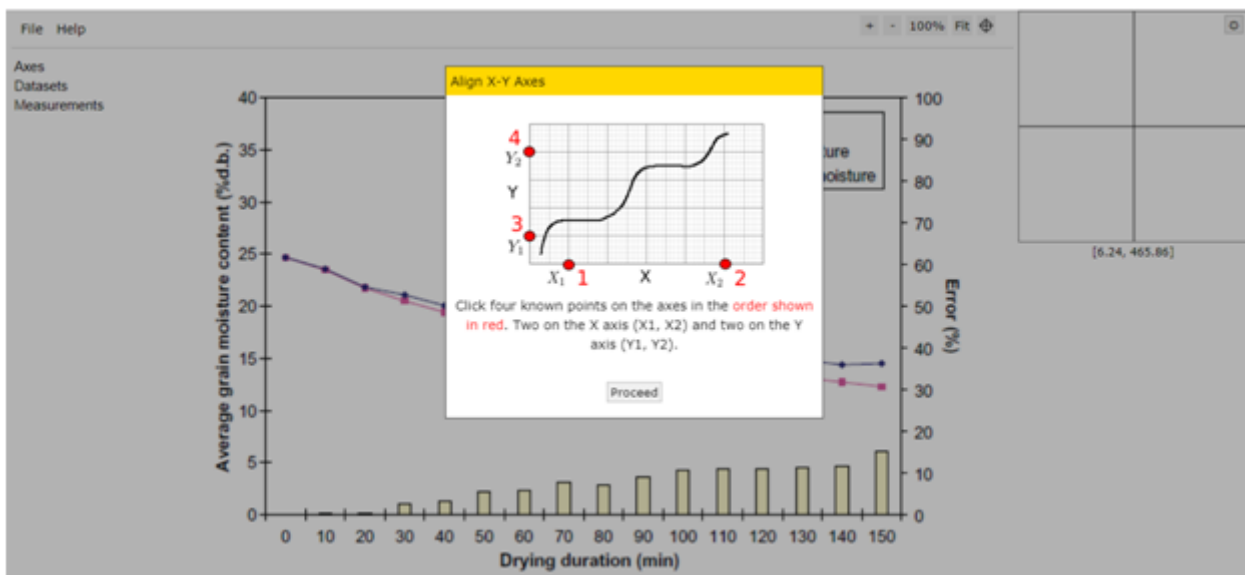 File Help
+ - 100% Fit
Axes
Datasets
Measurements
Align X-Y Axes
4
Y2
Y
3
Y1
X1 1 X X2 2
Click four known points on the axes in the order shown
in red. Two on the X axis (X1, X2) and two on the Y
axis (Y1, Y2).
Proceed
[6.24, 465.86]
Average grain moisture content (%d.b.)
40
35
30
25
20
15
10
5
0
moisture
100
90
80
70
60
50
40
30
20
10
0
Error (%)
0 10 20 30 40 50 60 70 80 90 100 110 120 130 140 150
Drying duration (min)